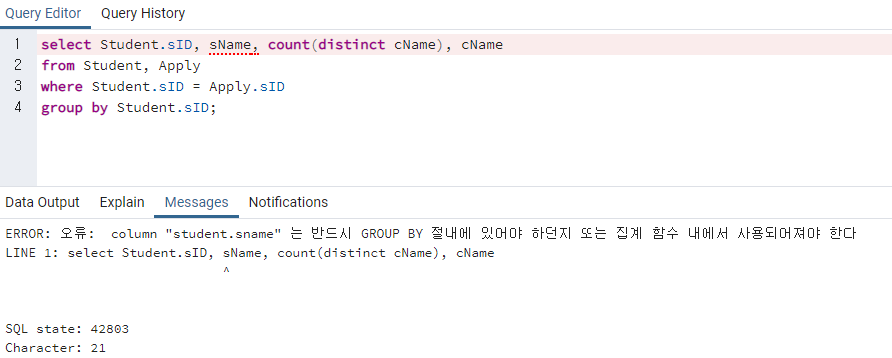 Query Editor Query History
1 select Student.sID, sName, count(distinct cName), cName
2 from Student, Apply
3 where Student.sID = Apply.sID
4 group by Student.sID;
Data Output Explain Messages Notifications
ERROR: 오류:  column "student.sname" 는 반드시 GROUP BY 절내에 있어야 하던지 또는 집계 함수 내에서 사용되어져야 한다
LINE 1: select Student.sID, sName, count(distinct cName), cName
^
SQL state: 42803
Character: 21